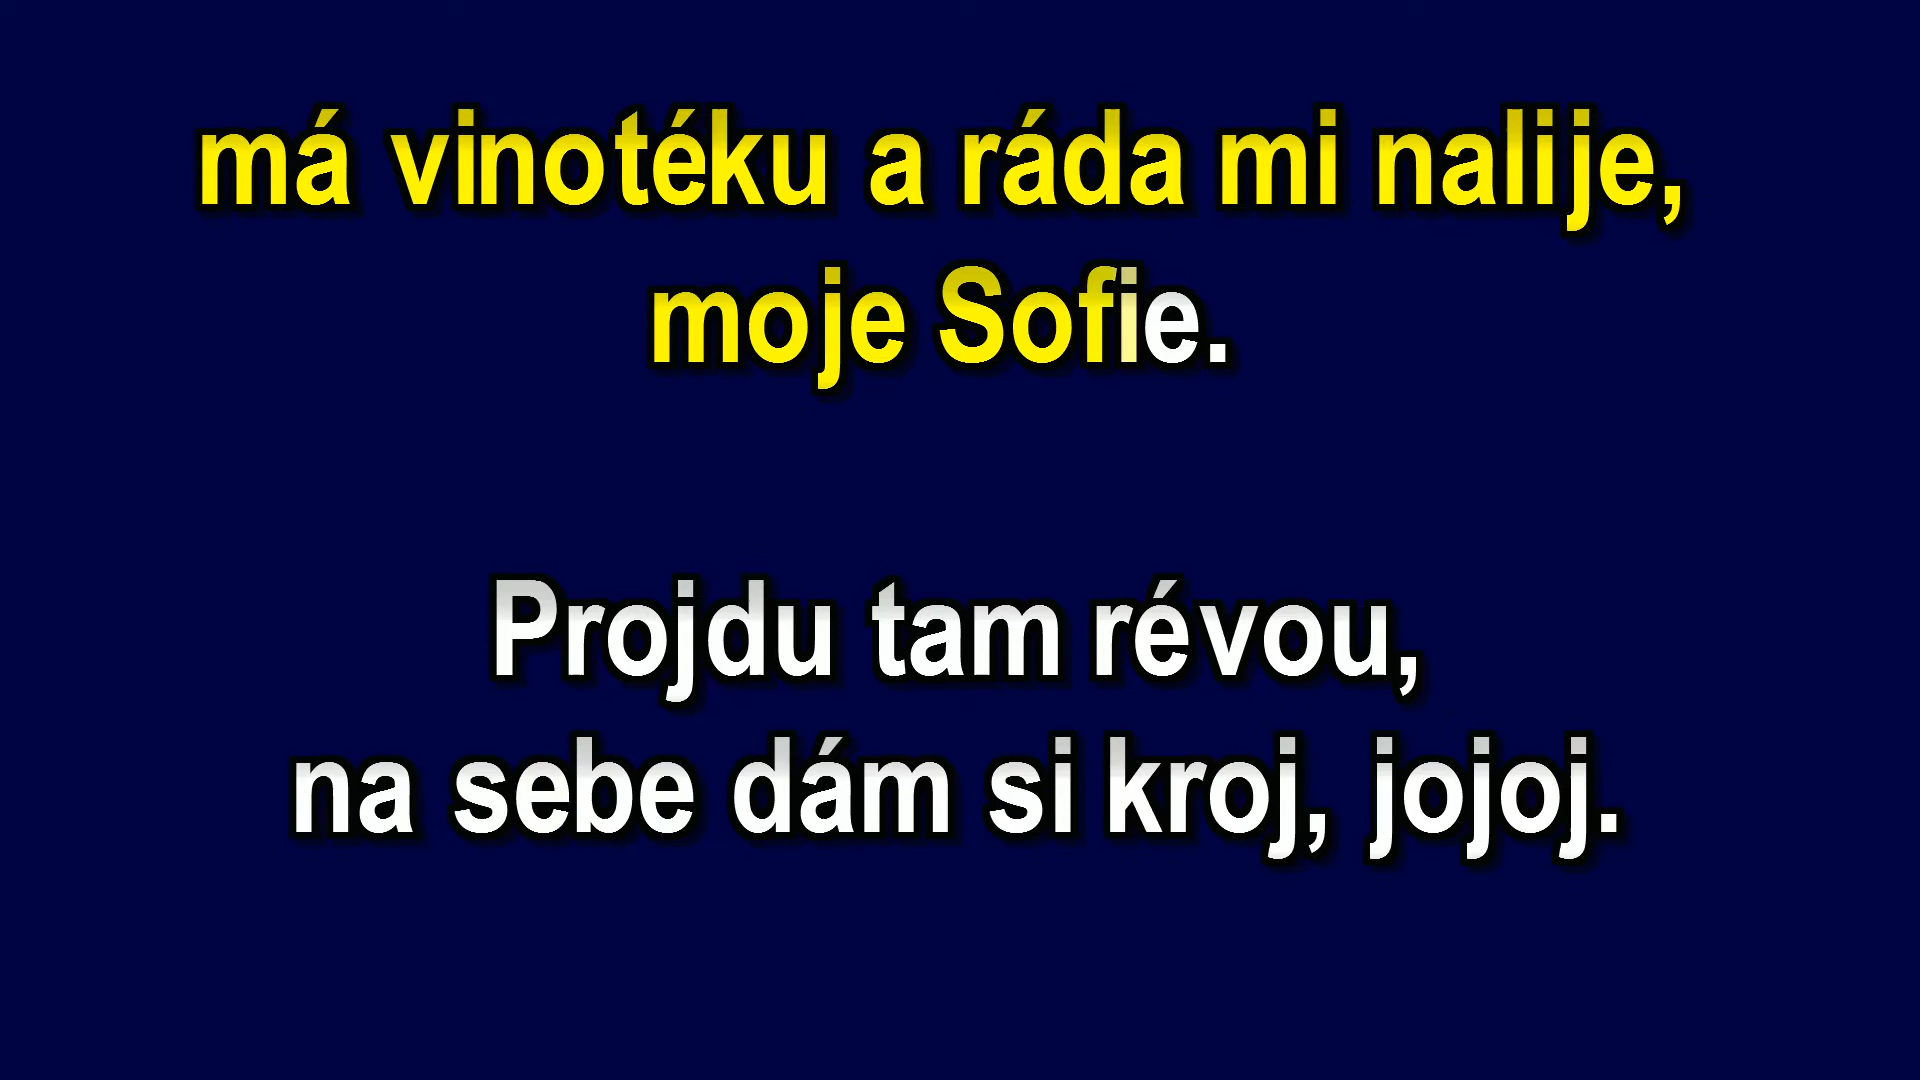 má vinotéku a ráda mi nalije,
moje Sofie.
Projdu tam révou,
na sebe dám si kroj, jojoj.